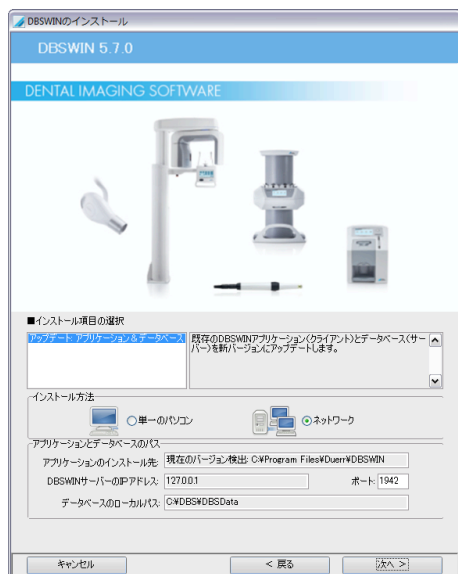 DBSWINのインストール
DBSWIN 5.7.0
DENTAL IMAGING SOFTWARE
■インストール項目の選択
アップデート: アプリケーション&データベース
既存のDBSWINアプリケーション(クライアント)とデータベース(サー
バー)を新バージョンにアップデートします。
インストール方法
単一のパソコン
ネットワーク
アプリケーションとデータベースのパス
アプリケーションのインストール先: 現在のバージョン検出: C:¥Program Files¥Duerr¥DBSWIN
DBSWINサーバーのIPアドレス: 127.0.0.1 ポート: 1942
データベースのローカルパス: C:¥DBS¥DBSData
キャンセル < 戻る 次へ >